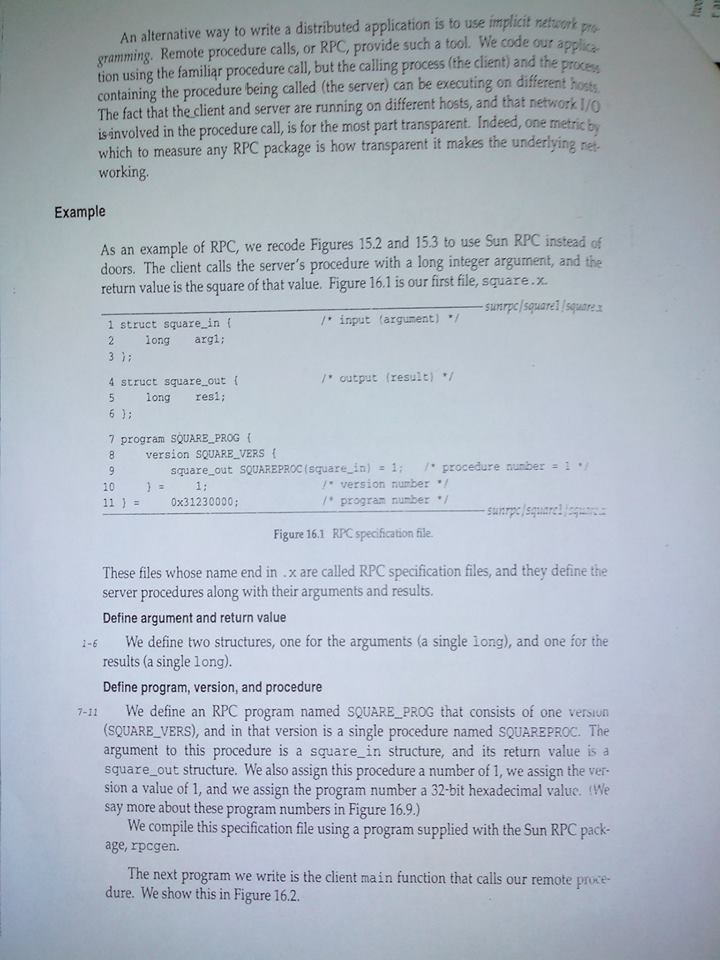 An alternative way to write a distributed application is to use implicit network pro-
gramming. Remote procedure calls, or RPC, provide such a tool. We code our applica-
tion using the familiar procedure call, but the calling process (the client) and the process
containing the procedure being called (the server) can be executing on different hosts.
The fact that the client and server are running on different hosts, and that network I/O
is involved in the procedure call, is for the most part transparent. Indeed, one metric by
which to measure any RPC package is how transparent it makes the underlying net-
working.
Example
As an example of RPC, we recode Figures 15.2 and 15.3 to use Sun RPC instead of
doors. The client calls the server's procedure with a long integer argument, and the
return value is the square of that value. Figure 16.1 is our first file, square.x.
sunrpc/square1/square.x
1 struct square_in { /* input (argument) */
2 long arg1;
3 };
4 struct square_out { /* output (result) */
5 long res1;
6 };
7 program SQUARE_PROG {
8 version SQUARE_VERS {
9 square_out SQUAREPROC(square_in) = 1; /* procedure number = 1 */
10 } = 1; /* version number */
11 } = 0x31230000; /* program number */
sunrpc/square1/square.x
Figure 16.1 RPC specification file.
These files whose name end in .x are called RPC specification files, and they define the
server procedures along with their arguments and results.
Define argument and return value
1-6 We define two structures, one for the arguments (a single long), and one for the
results (a single long).
Define program, version, and procedure
7-11 We define an RPC program named SQUARE_PROG that consists of one version
(SQUARE_VERS), and in that version is a single procedure named SQUAREPROC. The
argument to this procedure is a square_in structure, and its return value is a
square_out structure. We also assign this procedure a number of 1, we assign the ver-
sion a value of 1, and we assign the program number a 32-bit hexadecimal value. (We
say more about these program numbers in Figure 16.9.)
We compile this specification file using a program supplied with the Sun RPC pack-
age, rpcgen.
The next program we write is the client main function that calls our remote proce-
dure. We show this in Figure 16.2.